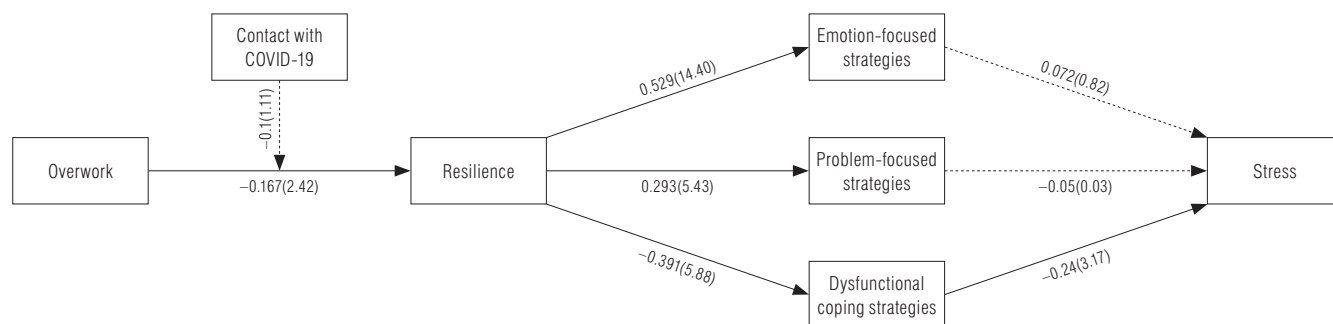 Contact with
COVID-19
Emotion-focused
strategies
0.529(14.40)
0.072(0.82)
−0.1(1.11)
Overwork
−0.167(2.42)
Resilience
0.293(5.43)
Problem-focused
strategies
−0.05(0.03)
Stress
−0.391(5.88)
−0.24(3.17)
Dysfunctional
coping strategies